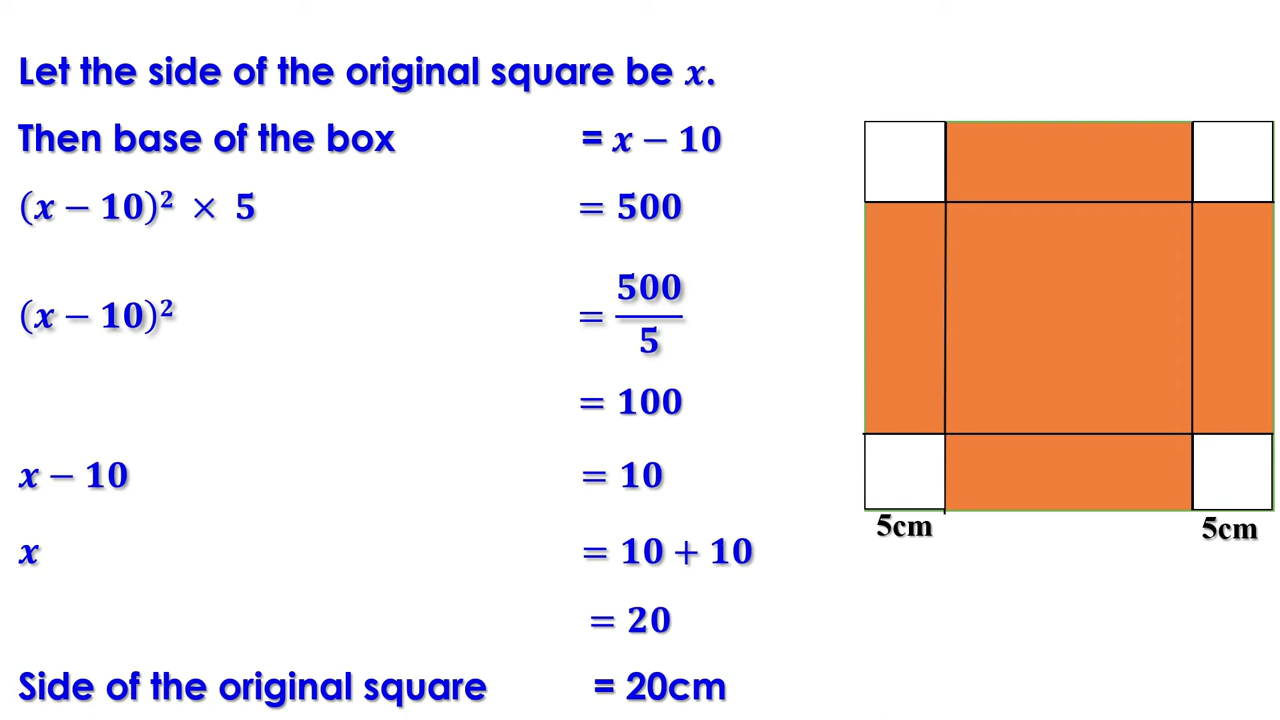 Let the side of the original square be x.
Then base of the box = x − 10
(x − 10)² × 5 = 500
(x − 10)² = 500/5
= 100
x − 10 = 10
x = 10 + 10
= 20
Side of the original square = 20cm
5cm
5cm